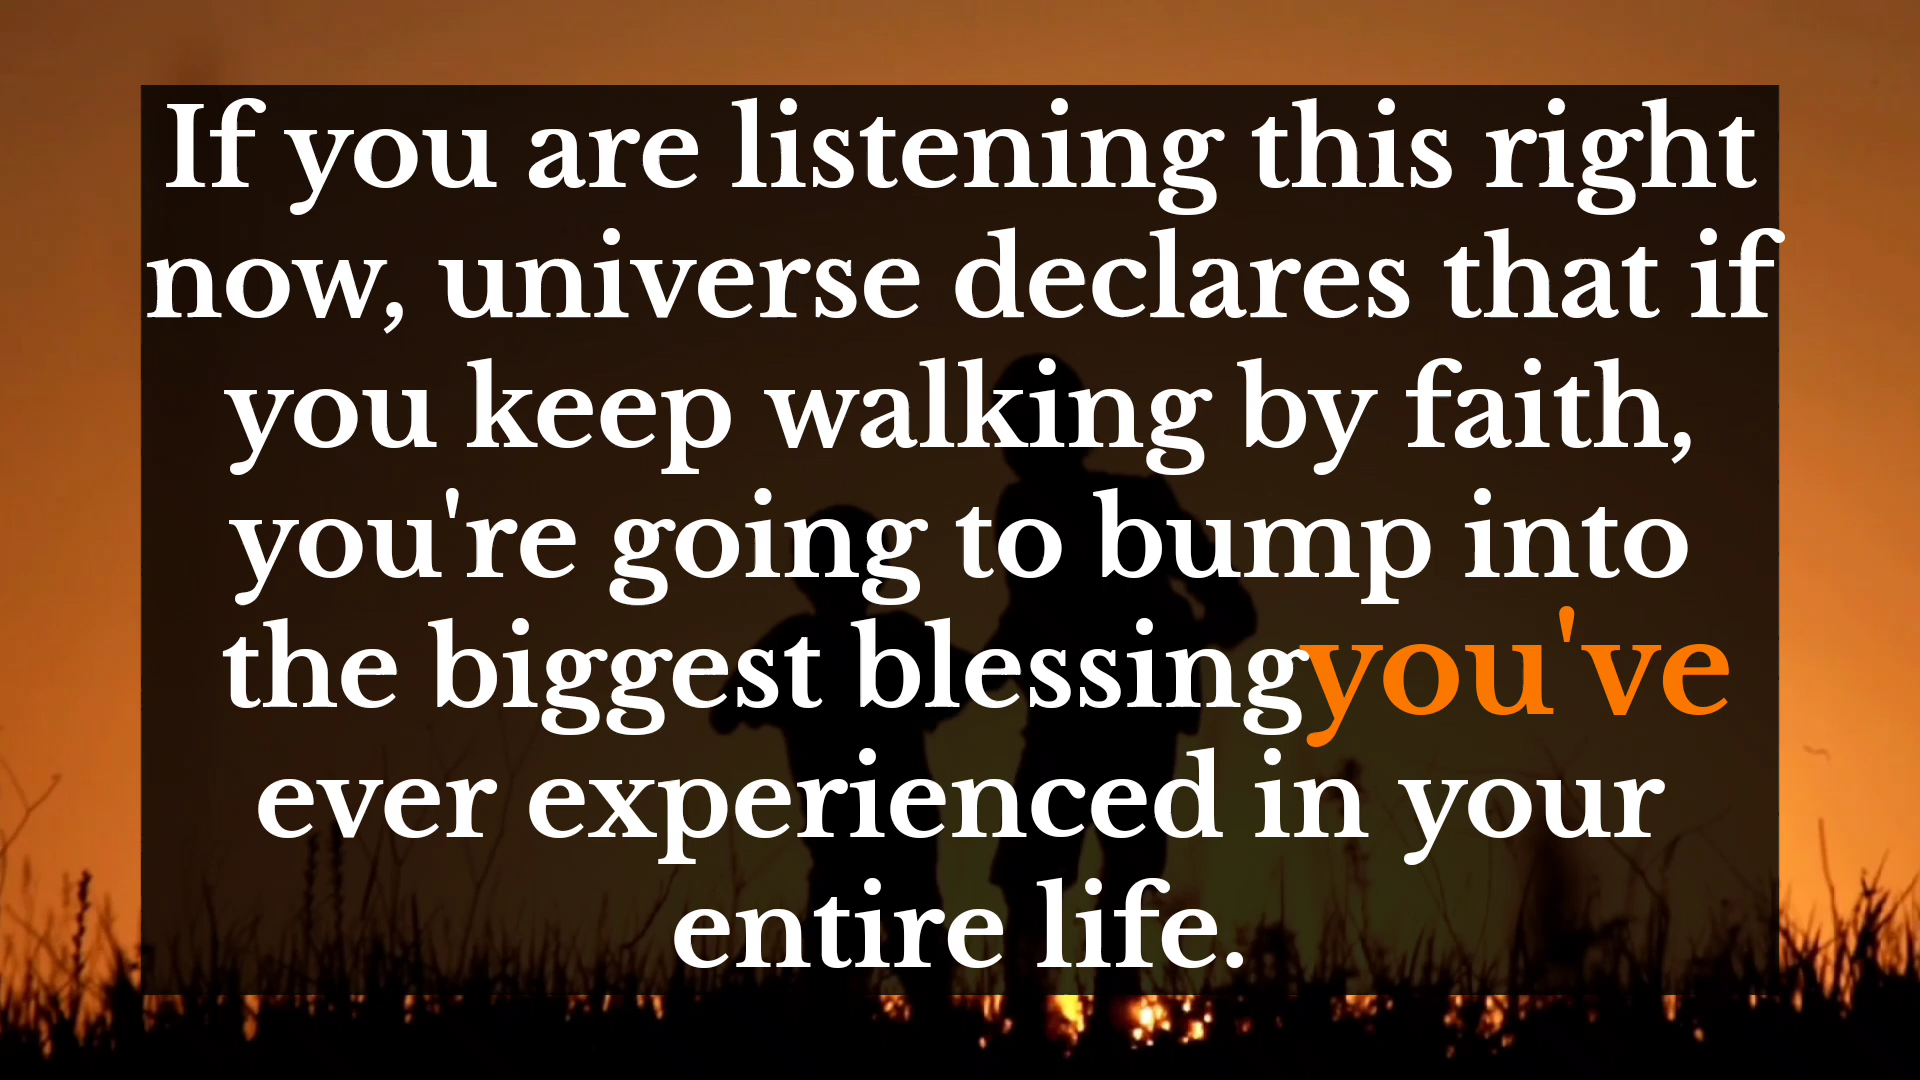 If you are listening this right
now, universe declares that if
you keep walking by faith,
you're going to bump into
the biggest blessing you've
ever experienced in your
entire life.